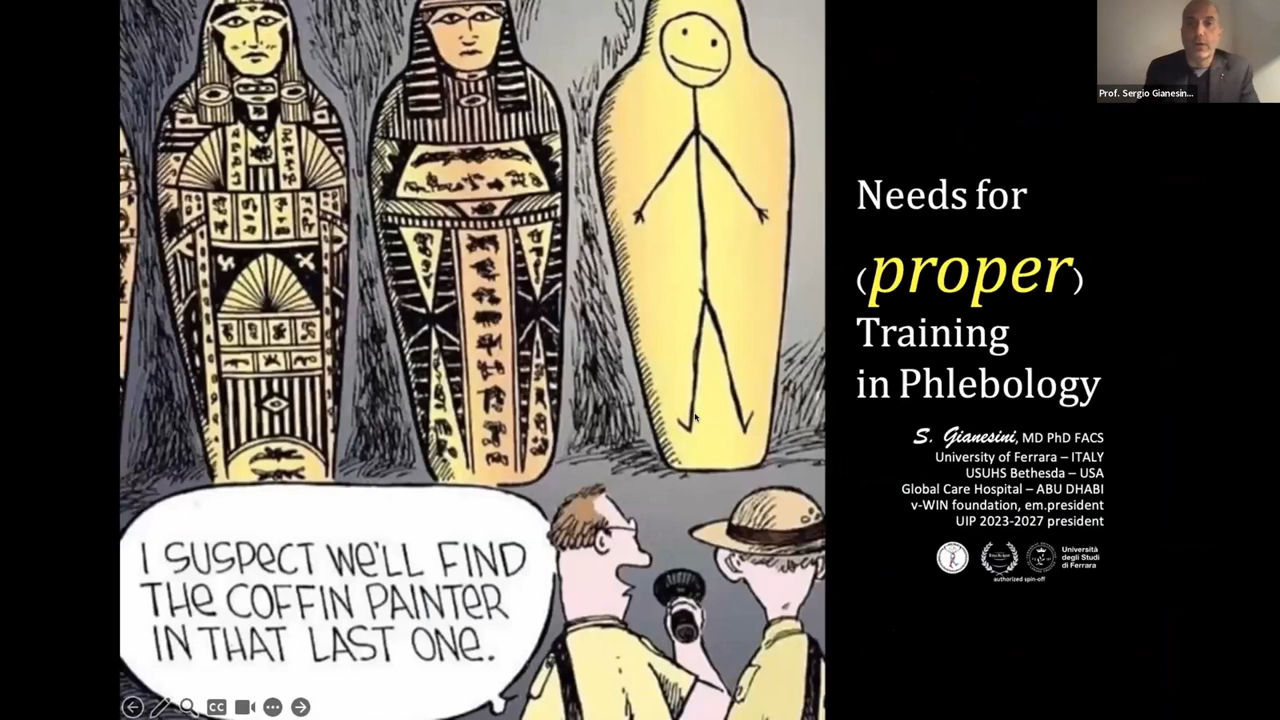 Prof. Sergio Gianesin...
Needs for
(proper)
Training
in Phlebology
S. Gianesini, MD PhD FACS
University of Ferrara – ITALY
USUHS Bethesda – USA
Global Care Hospital – ABU DHABI
v-WIN foundation, em.president
UIP 2023-2027 president
Università
degli Studi
di Ferrara
authorized spin-off
I SUSPECT WE'LL FIND
THE COFFIN PAINTER
IN THAT LAST ONE.
CC